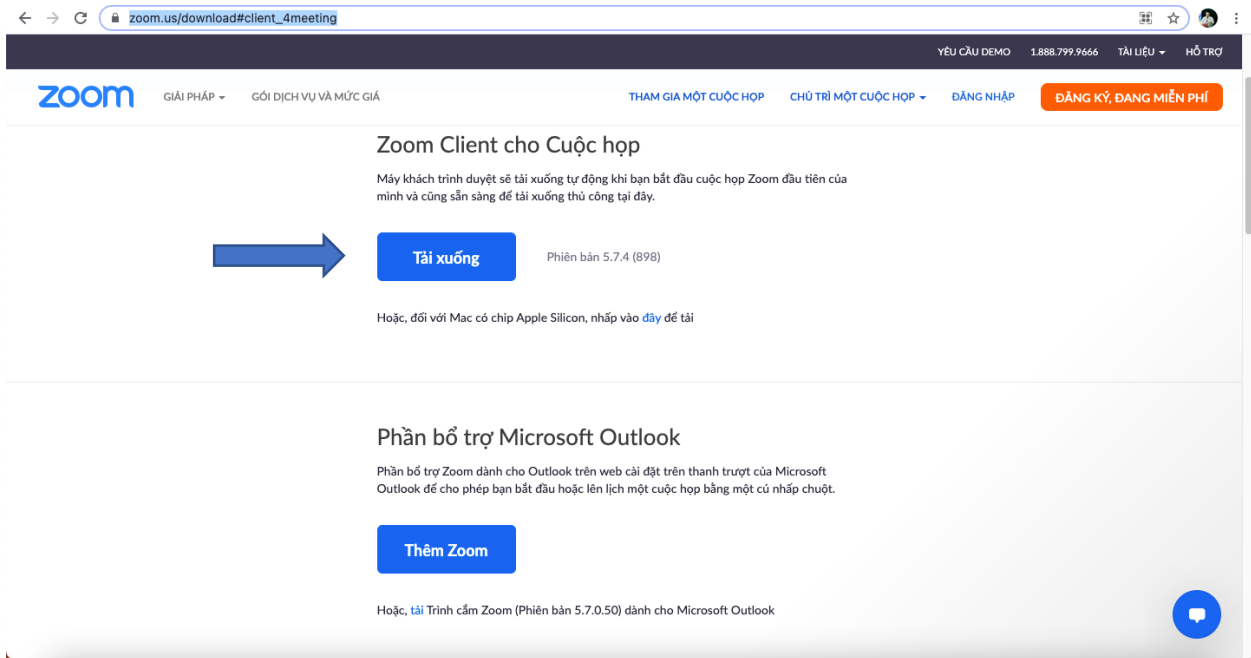 zoom.us/download#client_4meeting
YÊU CẦU DEMO 1.888.799.9666 TÀI LIỆU HỖ TRỢ
zoom GIẢI PHÁP GÓI DỊCH VỤ VÀ MỨC GIÁ THAM GIA MỘT CUỘC HỌP CHỦ TRÌ MỘT CUỘC HỌP ĐĂNG NHẬP ĐĂNG KÝ, ĐANG MIỄN PHÍ
Zoom Client cho Cuộc họp
Máy khách trình duyệt sẽ tải xuống tự động khi bạn bắt đầu cuộc họp Zoom đầu tiên của
mình và cũng sẵn sàng để tải xuống thủ công tại đây.
Tải xuống Phiên bản 5.7.4 (898)
Hoặc, đối với Mac có chip Apple Silicon, nhấp vào đây để tải
Phần bổ trợ Microsoft Outlook
Phần bổ trợ Zoom dành cho Outlook trên web cài đặt trên thanh trượt của Microsoft
Outlook để cho phép bạn bắt đầu hoặc lên lịch một cuộc họp bằng một cú nhấp chuột.
Thêm Zoom
Hoặc, tải Trình cắm Zoom (Phiên bản 5.7.0.50) dành cho Microsoft Outlook